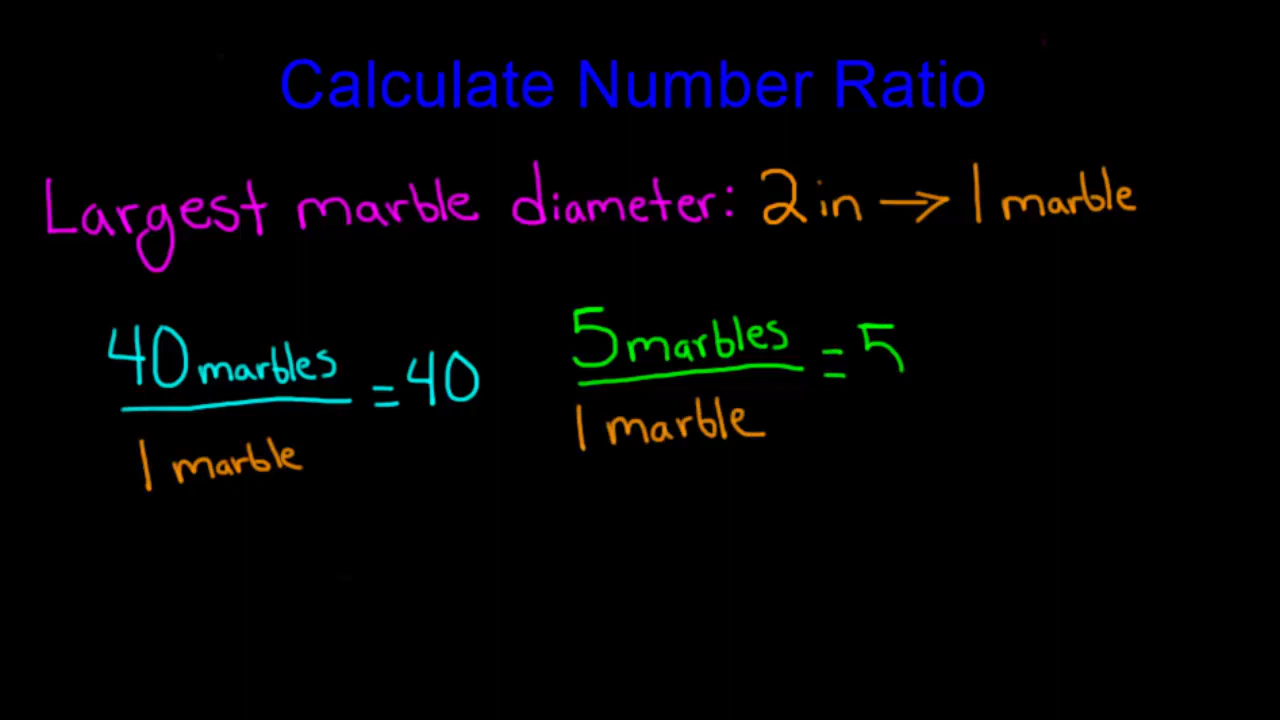 Calculate Number Ratio
Largest marble diameter: 2 in → 1 marble
40 marbles = 40
1 marble
5 marbles = 5
1 marble